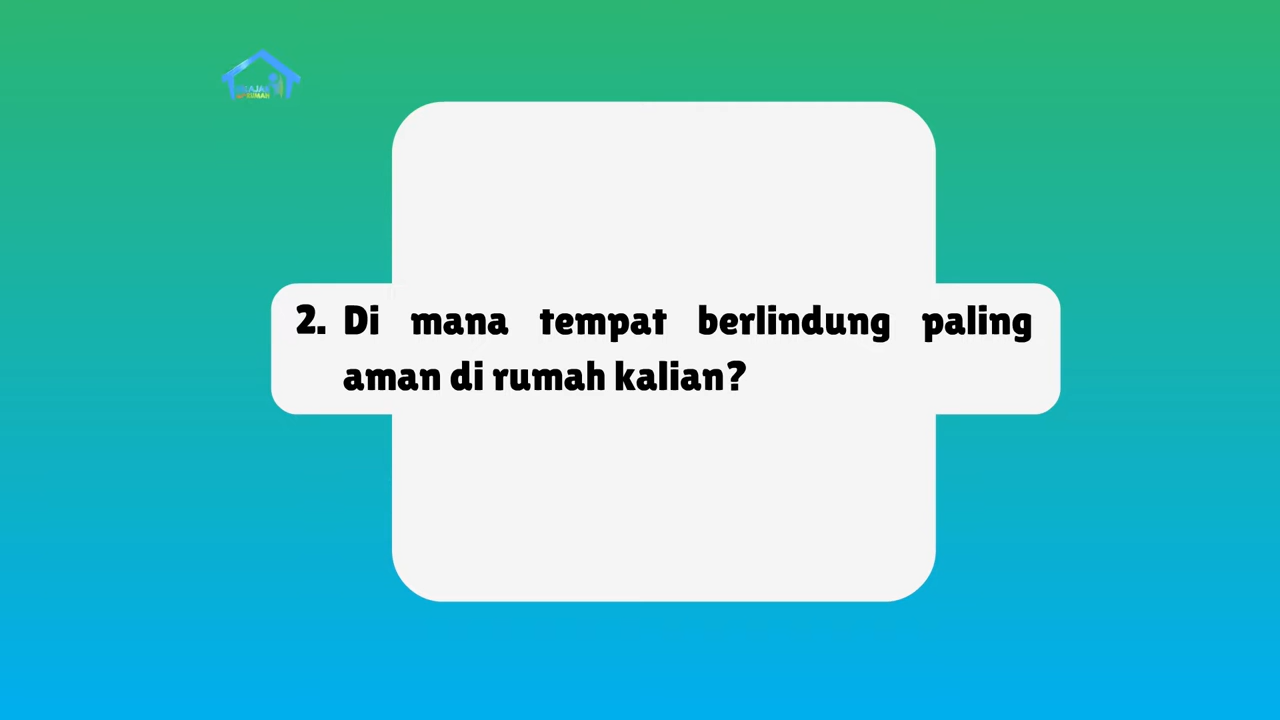 2. Di mana tempat berlindung paling
aman di rumah kalian?